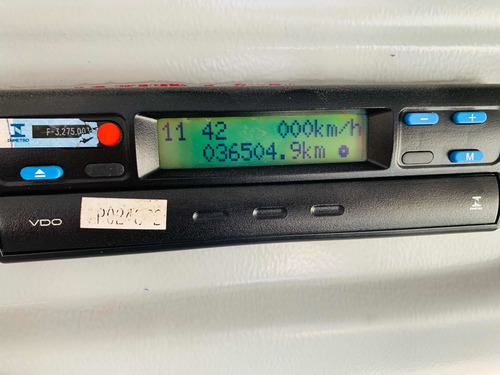 11 42 000km/h
036504.9km
INMETRO
- +
M
VDO